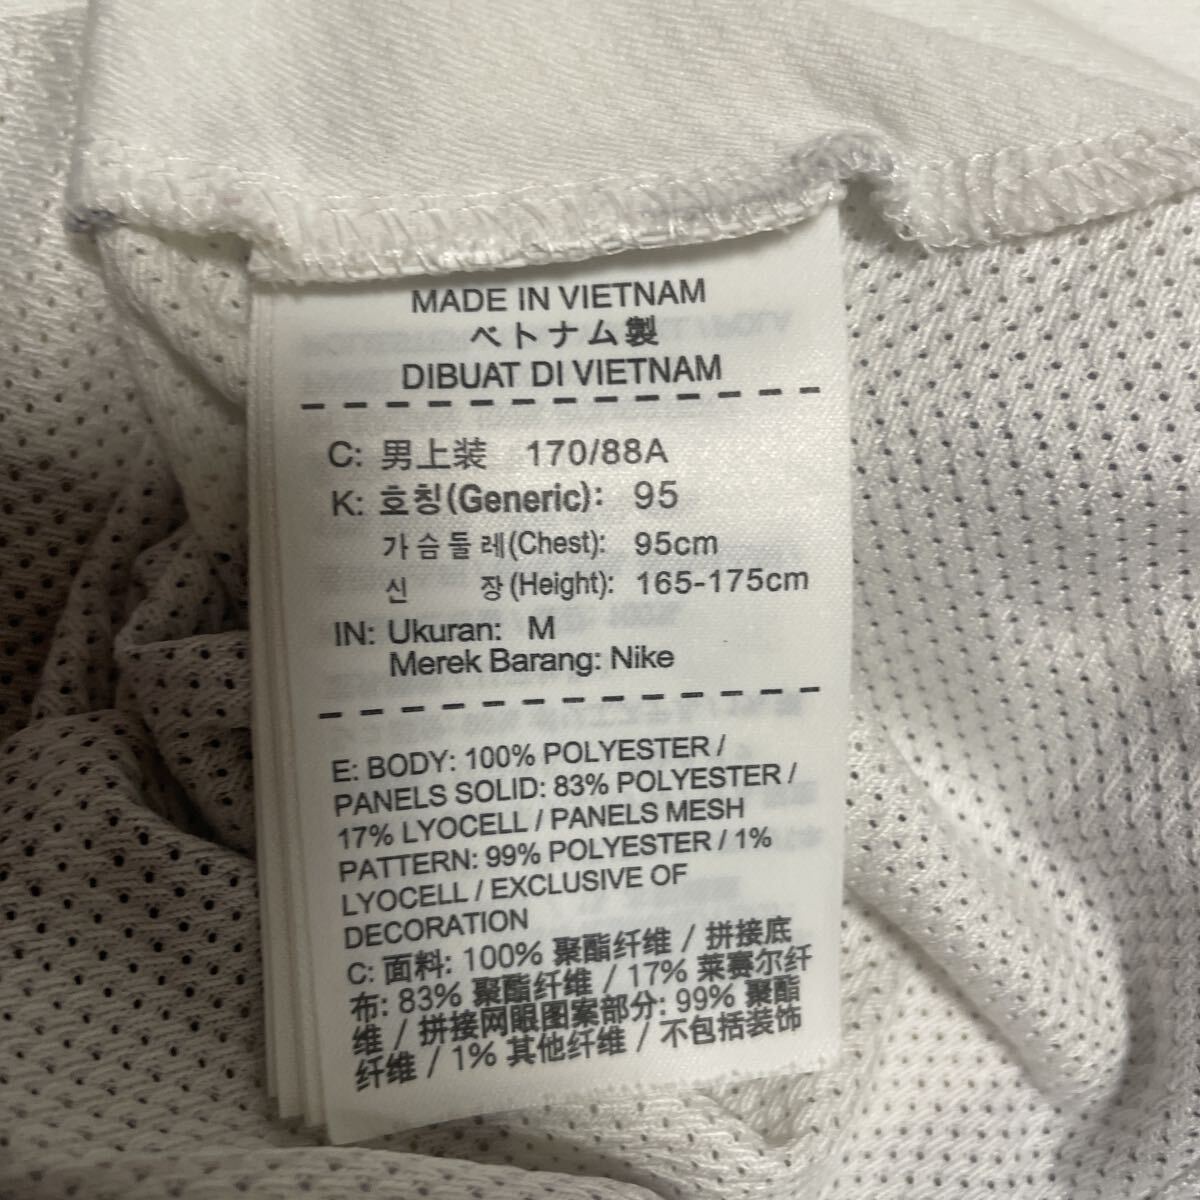 MADE IN VIETNAM
ベトナム製
DIBUAT DI VIETNAM
C: 男上装 170/88A
K: 호칭(Generic): 95
가슴둘레(Chest): 95cm
신 장(Height): 165-175cm
IN: Ukuran: M
Merek Barang: Nike
E: BODY: 100% POLYESTER /
PANELS SOLID: 83% POLYESTER /
17% LYOCELL / PANELS MESH
PATTERN: 99% POLYESTER / 1%
LYOCELL / EXCLUSIVE OF
DECORATION
C: 面料: 100% 聚酯纤维 / 拼接底
布: 83% 聚酯纤维 / 17% 莱赛尔纤
维 / 拼接网眼图案部分: 99% 聚酯
纤维 / 1% 其他纤维 / 不包括装饰